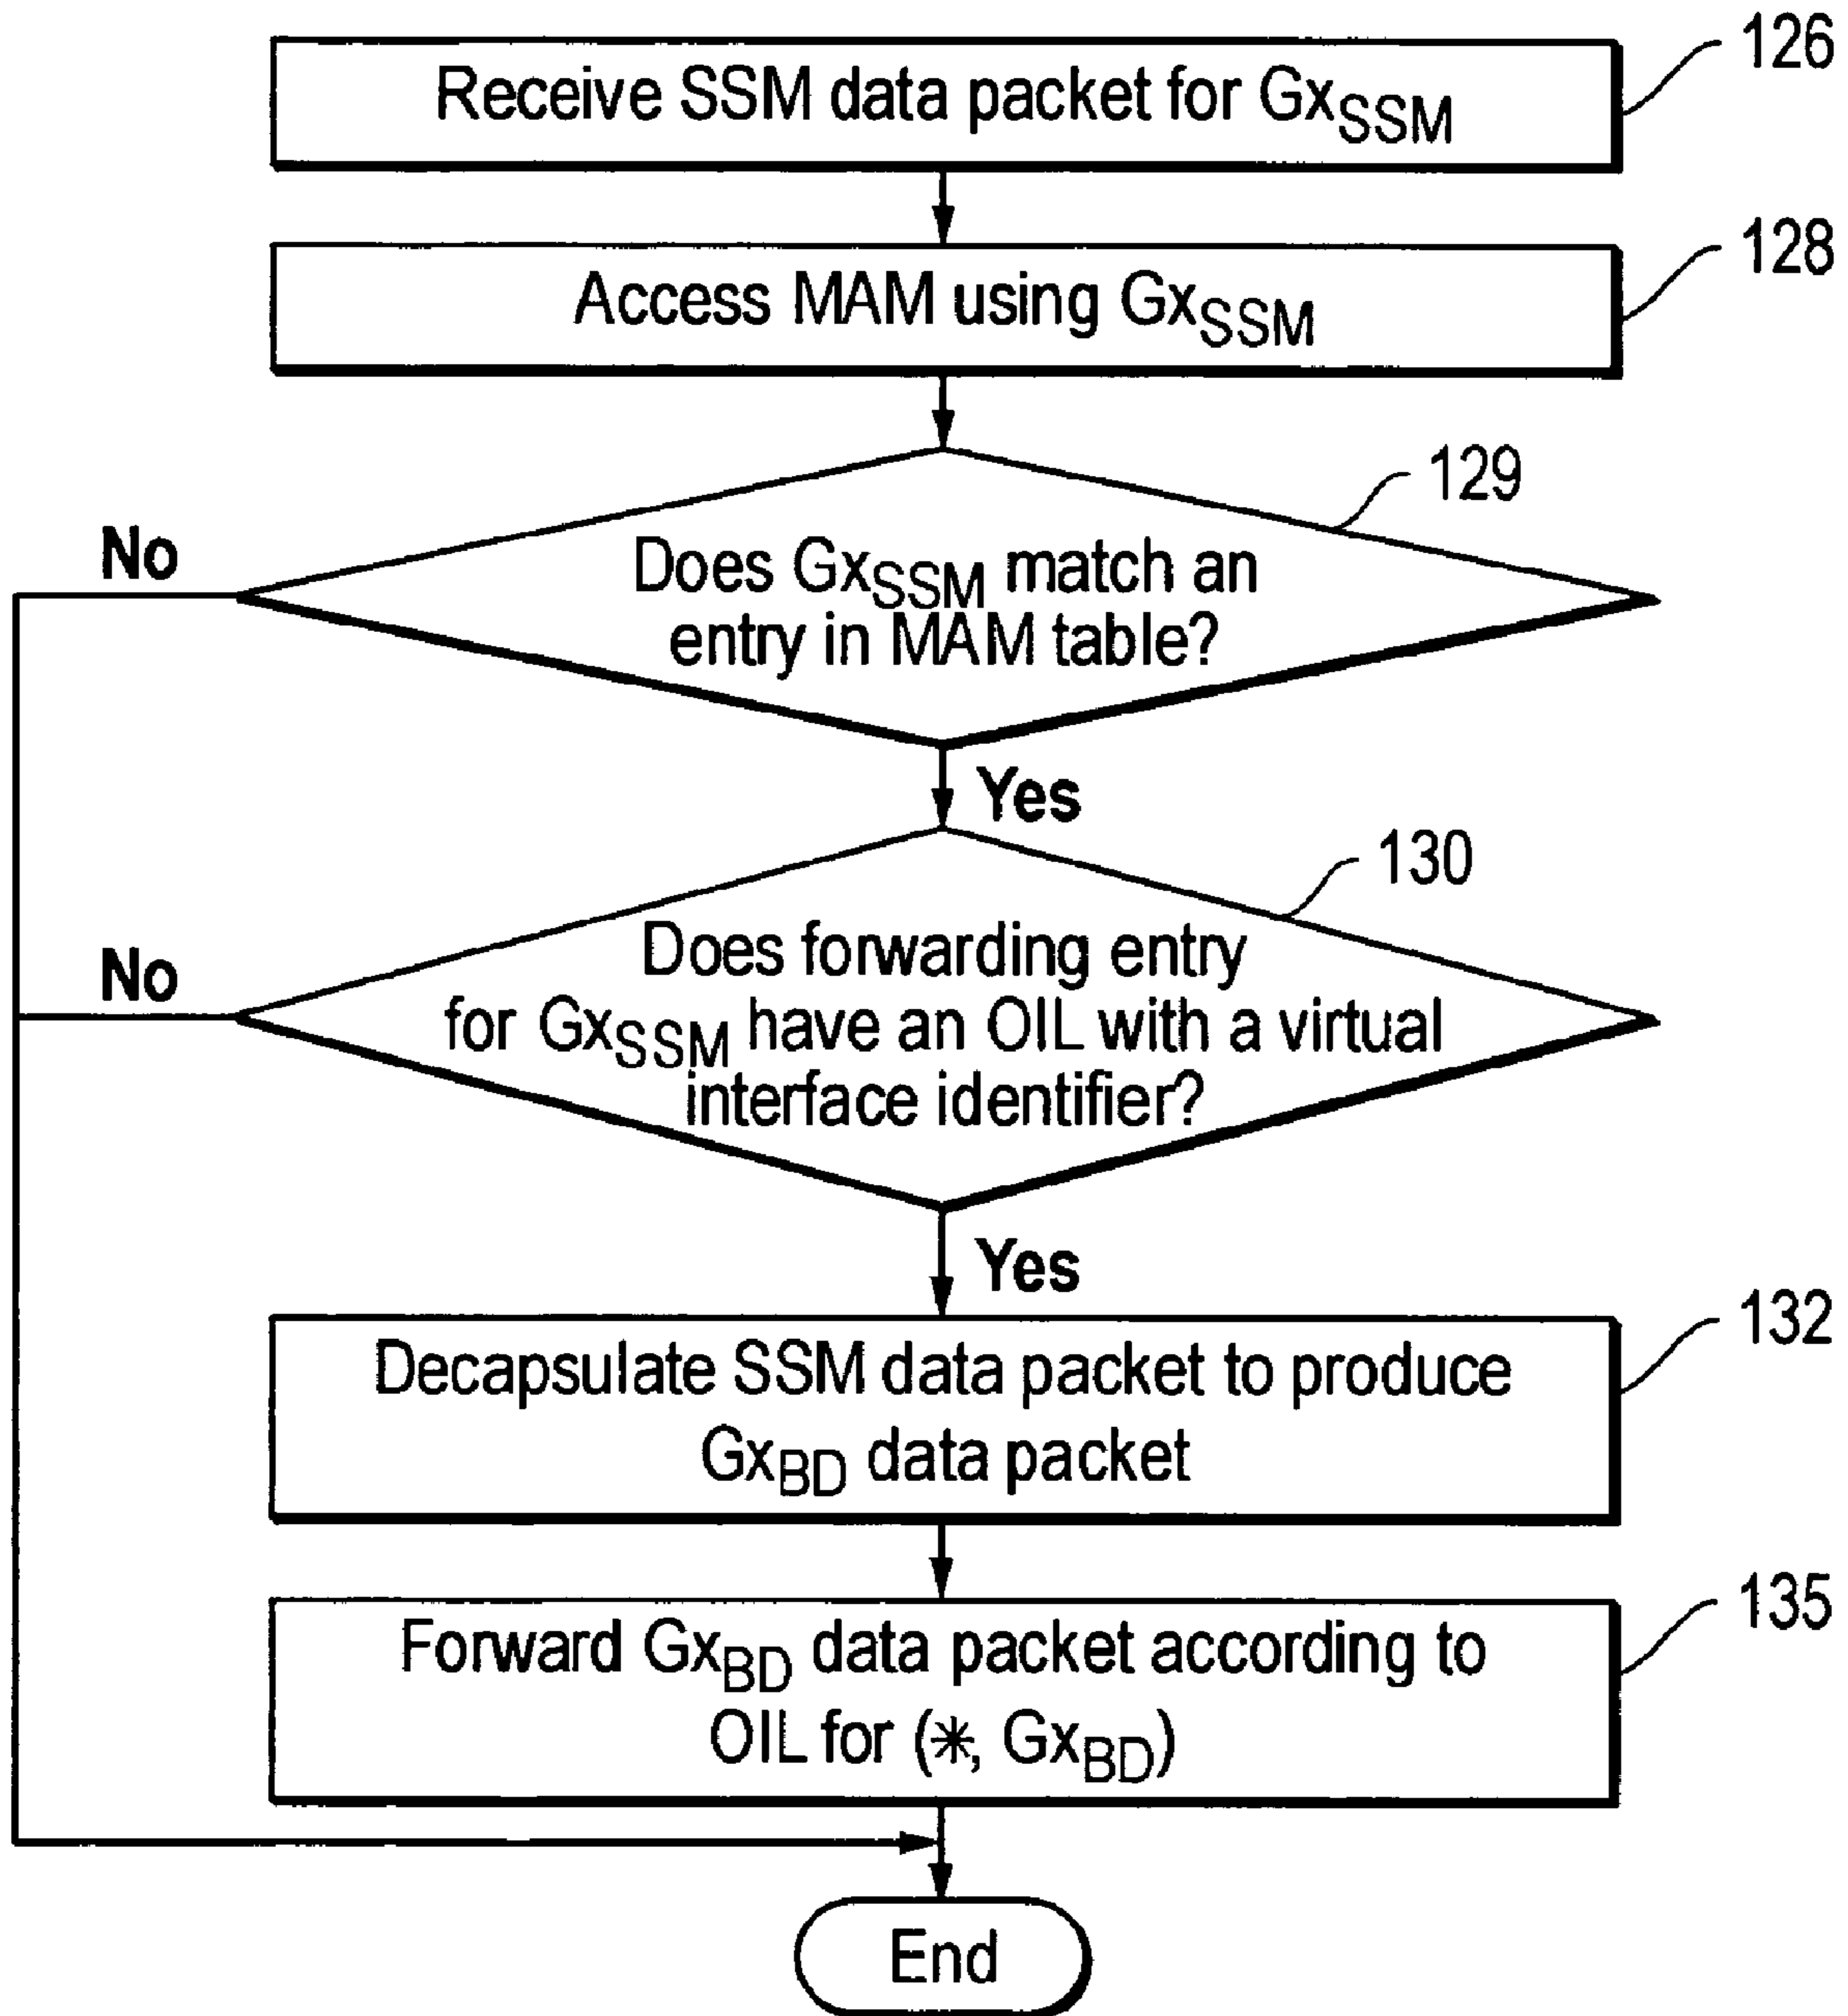 Receive SSM data packet for GxSSM
126
Access MAM using GxSSM
128
129
No
Does GxSSM match an
entry in MAM table?
Yes
130
No
Does forwarding entry
for GxSSM have an OIL with a virtual
interface identifier?
Yes
132
Decapsulate SSM data packet to produce
GxBD data packet
135
Forward GxBD data packet according to
OIL for (*, GxBD)
End